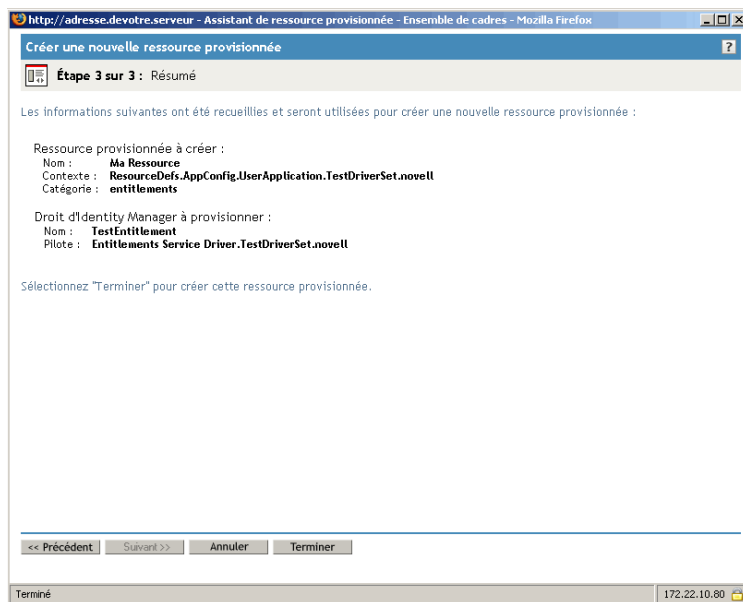 http://adresse.devotre.serveur - Assistant de ressource provisionnée - Ensemble de cadres - Mozilla Firefox
Créer une nouvelle ressource provisionnée
?
Étape 3 sur 3 : Résumé
Les informations suivantes ont été recueillies et seront utilisées pour créer une nouvelle ressource provisionnée :
Ressource provisionnée à créer :
Nom : Ma Ressource
Contexte : ResourceDefs.AppConfig.UserApplication.TestDriverSet.novell
Catégorie : entitlements
Droit d'Identity Manager à provisionner :
Nom : TestEntitlement
Pilote : Entitlements Service Driver.TestDriverSet.novell
Sélectionnez "Terminer" pour créer cette ressource provisionnée.
<< Précédent Suivant >> Annuler Terminer
Terminé 172.22.10.80